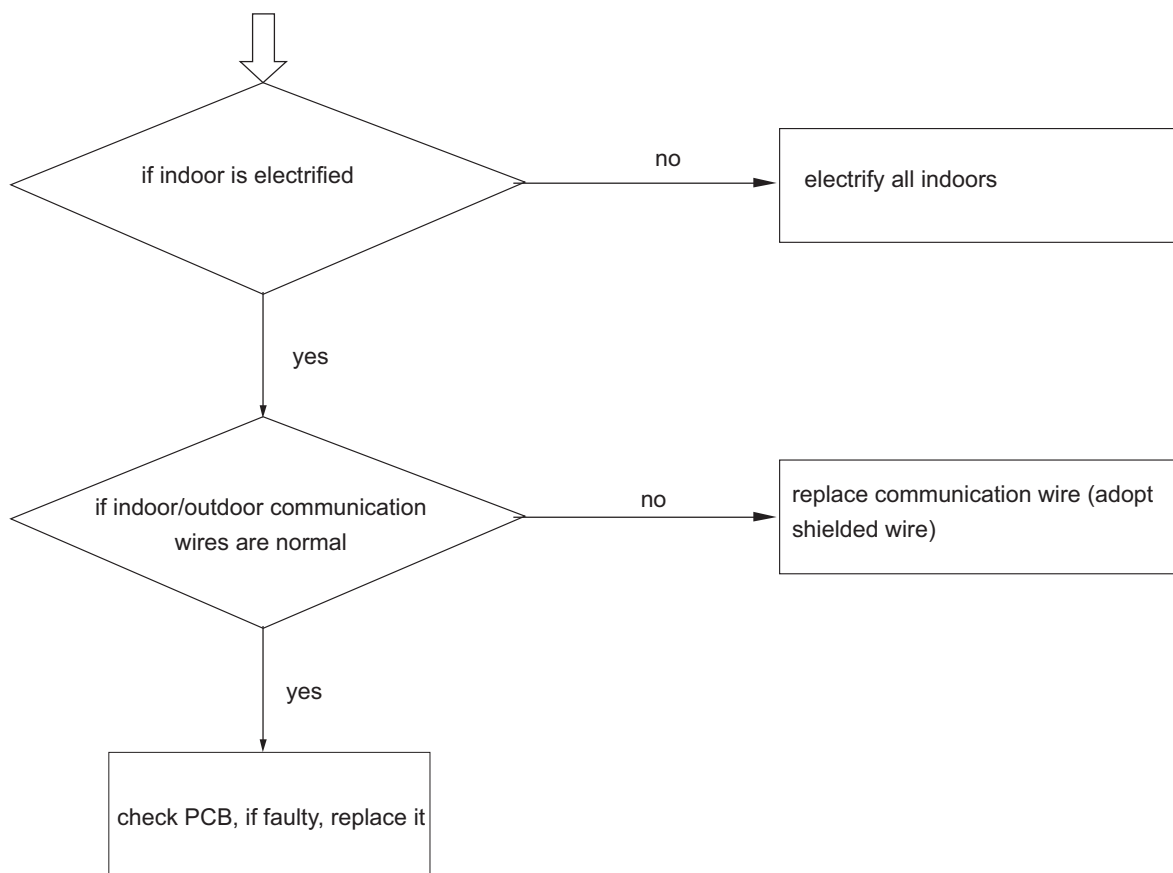 if indoor is electrified
no
electrify all indoors
yes
if indoor/outdoor communication
wires are normal
no
replace communication wire (adopt
shielded wire)
yes
check PCB, if faulty, replace it